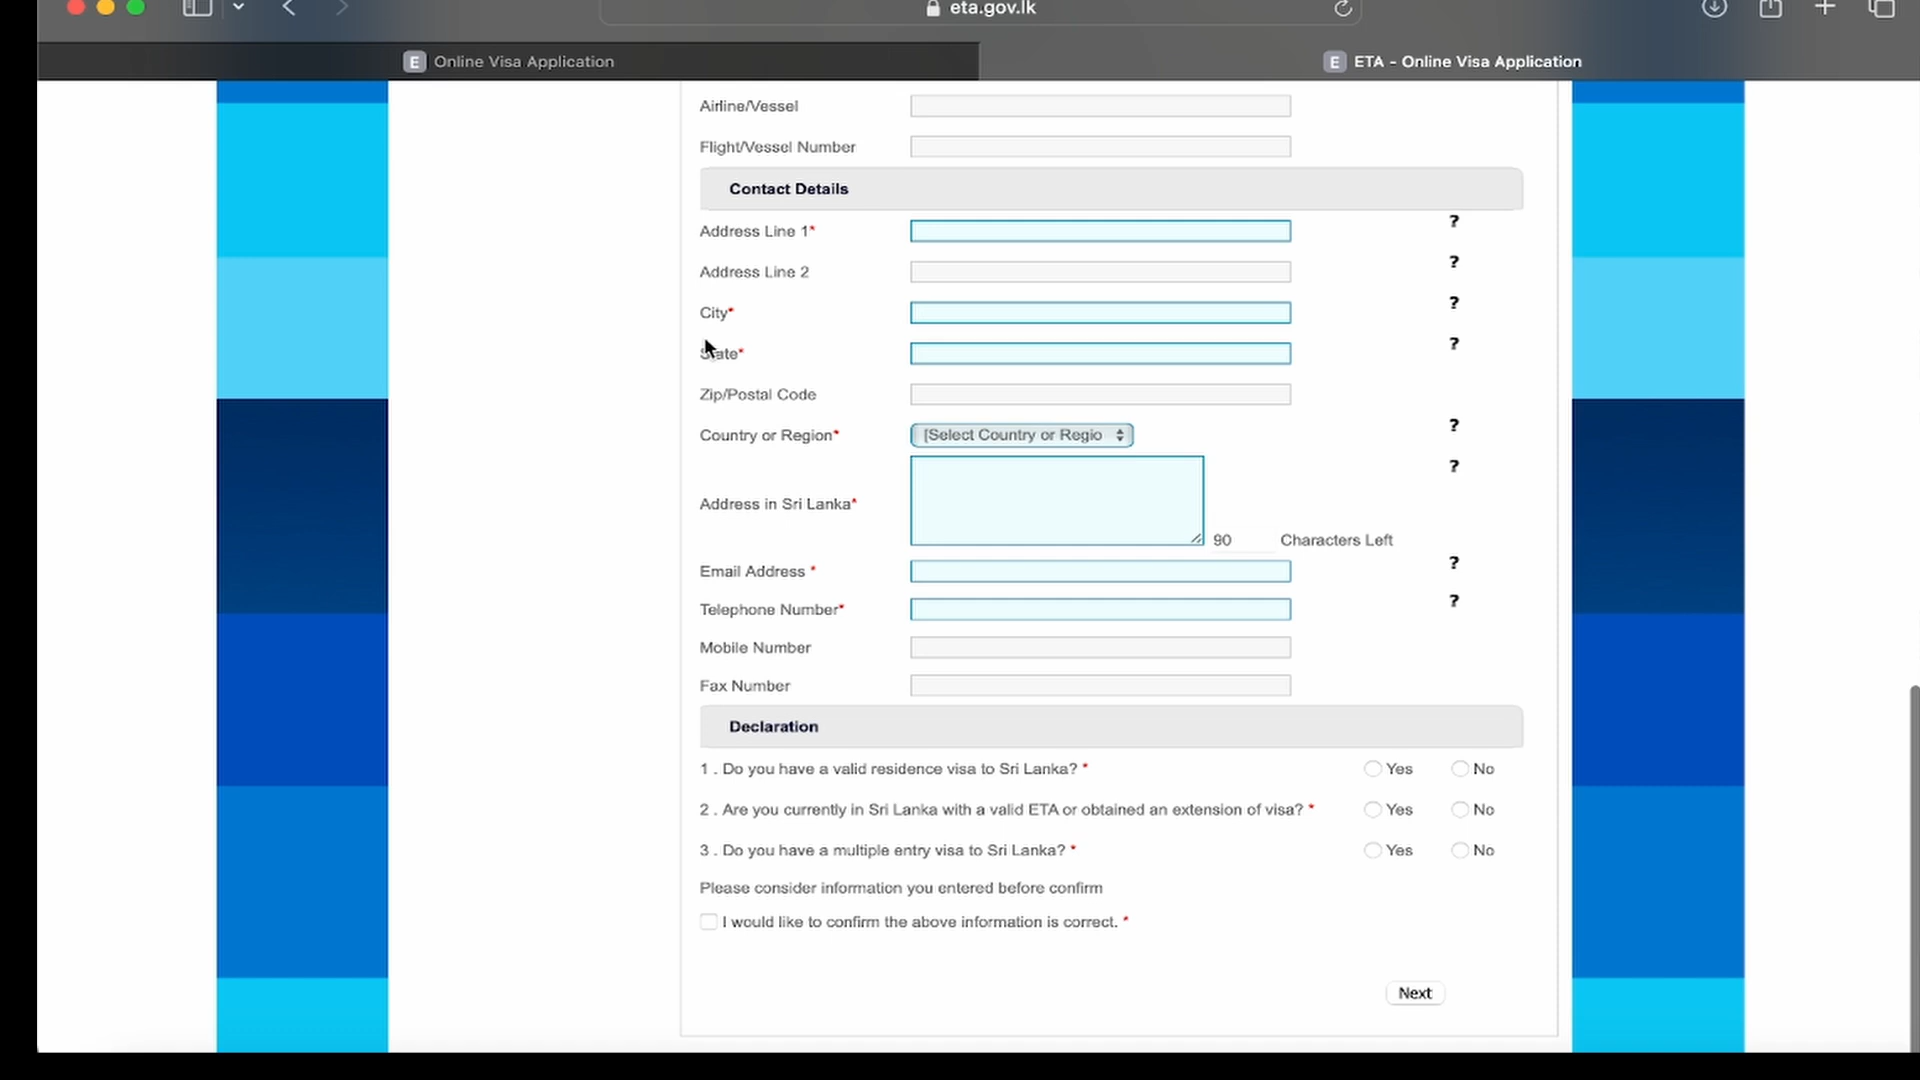 eta.gov.lk
E Online Visa Application
E ETA - Online Visa Application
Airline/Vessel
Flight/Vessel Number
Contact Details
Address Line 1* ?
Address Line 2 ?
City* ?
State* ?
Zip/Postal Code
Country or Region* [Select Country or Regio ?
Address in Sri Lanka* ?
90 Characters Left
Email Address * ?
Telephone Number* ?
Mobile Number
Fax Number
Declaration
1 . Do you have a valid residence visa to Sri Lanka? * Yes No
2 . Are you currently in Sri Lanka with a valid ETA or obtained an extension of visa? * Yes No
3 . Do you have a multiple entry visa to Sri Lanka? * Yes No
Please consider information you entered before confirm
I would like to confirm the above information is correct. *
Next